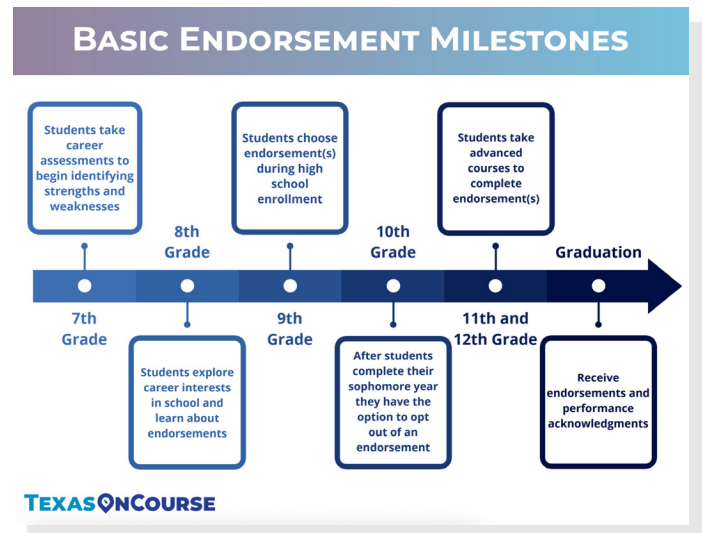 BASIC ENDORSEMENT MILESTONES
Students take
career
assessments to
begin identifying
strengths and
weaknesses
7th
Grade
8th
Grade
Students explore
career interests
in school and
learn about
endorsements
Students choose
endorsement(s)
during high
school
enrollment
9th
Grade
10th
Grade
After students
complete their
sophomore year
they have the
option to opt
out of an
endorsement
Students take
advanced
courses to
complete
endorsement(s)
11th and
12th Grade
Graduation
Receive
endorsements and
performance
acknowledgments
TEXAS ONCOURSE